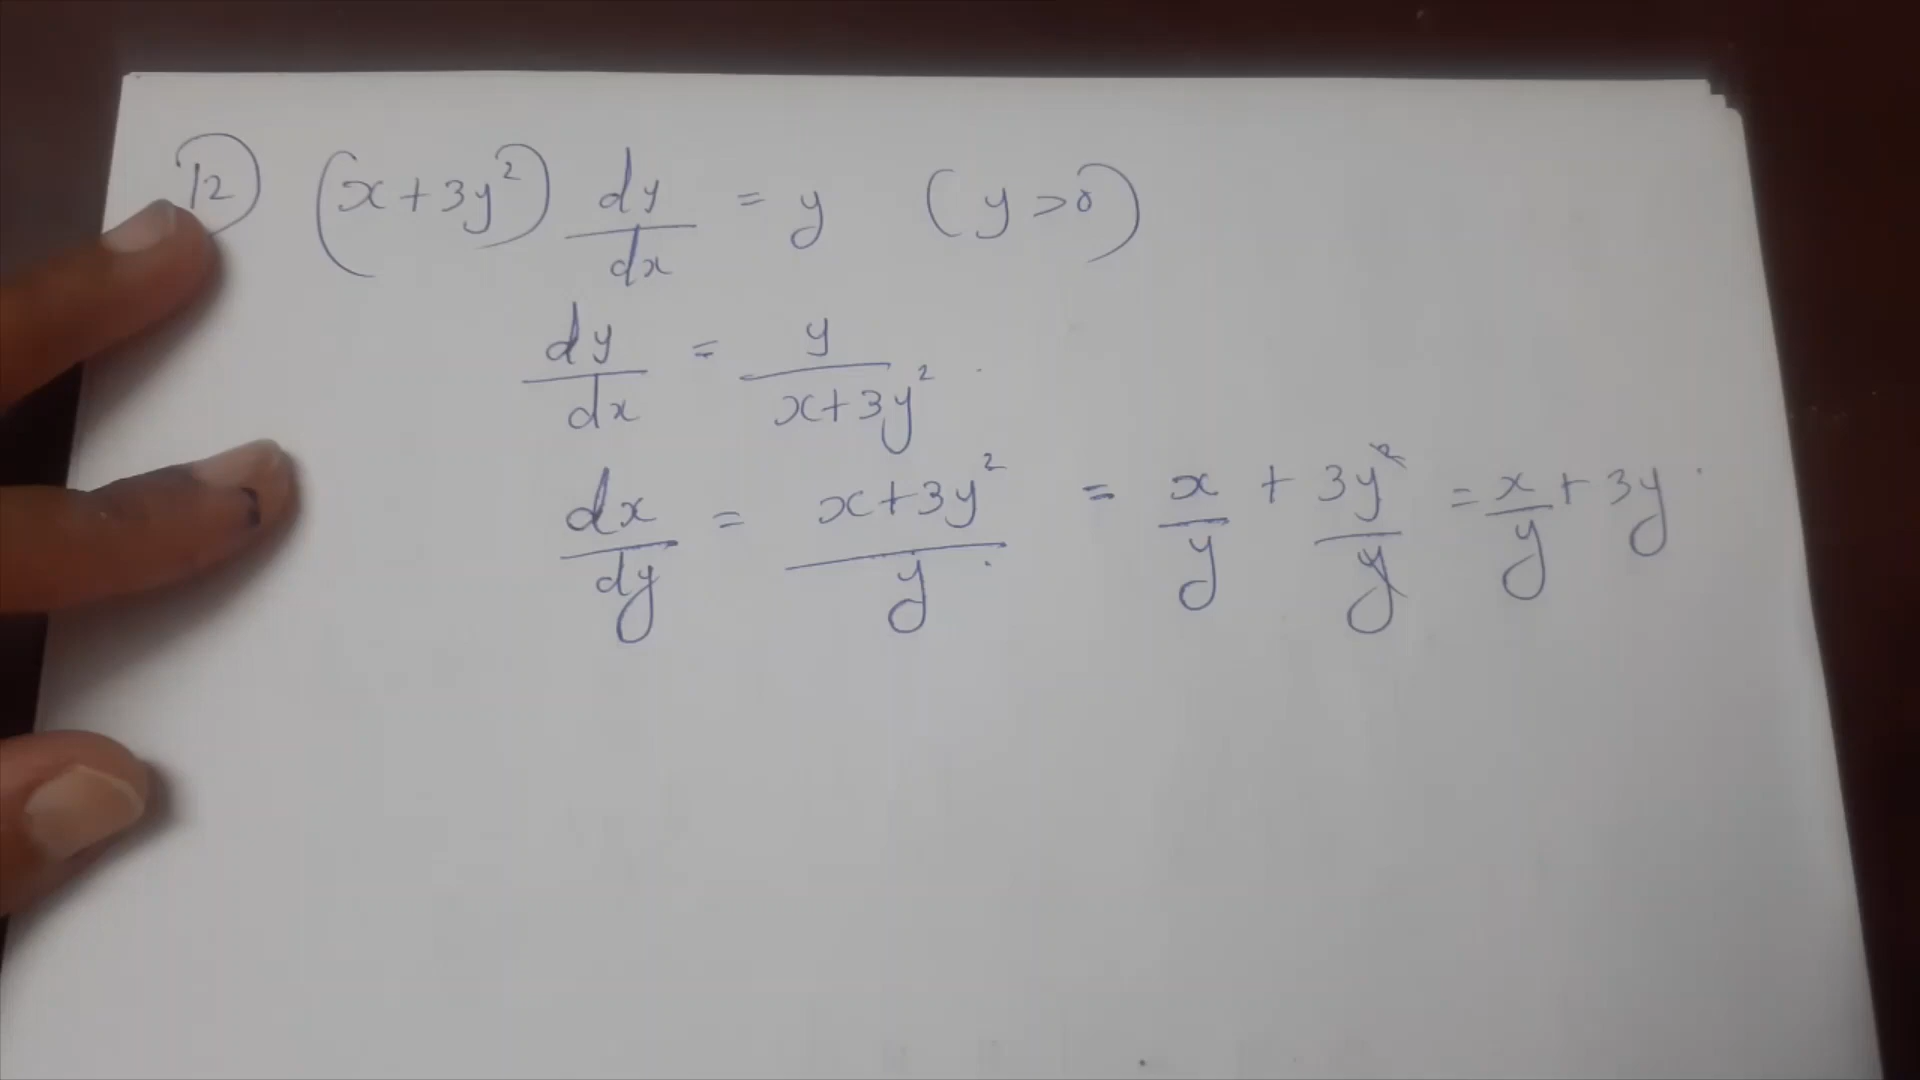 12) (x+3y²) dy/dx = y (y>0)
dy/dx = y/(x+3y²)
dx/dy = (x+3y²)/y = x/y + 3y²/y = x/y + 3y.